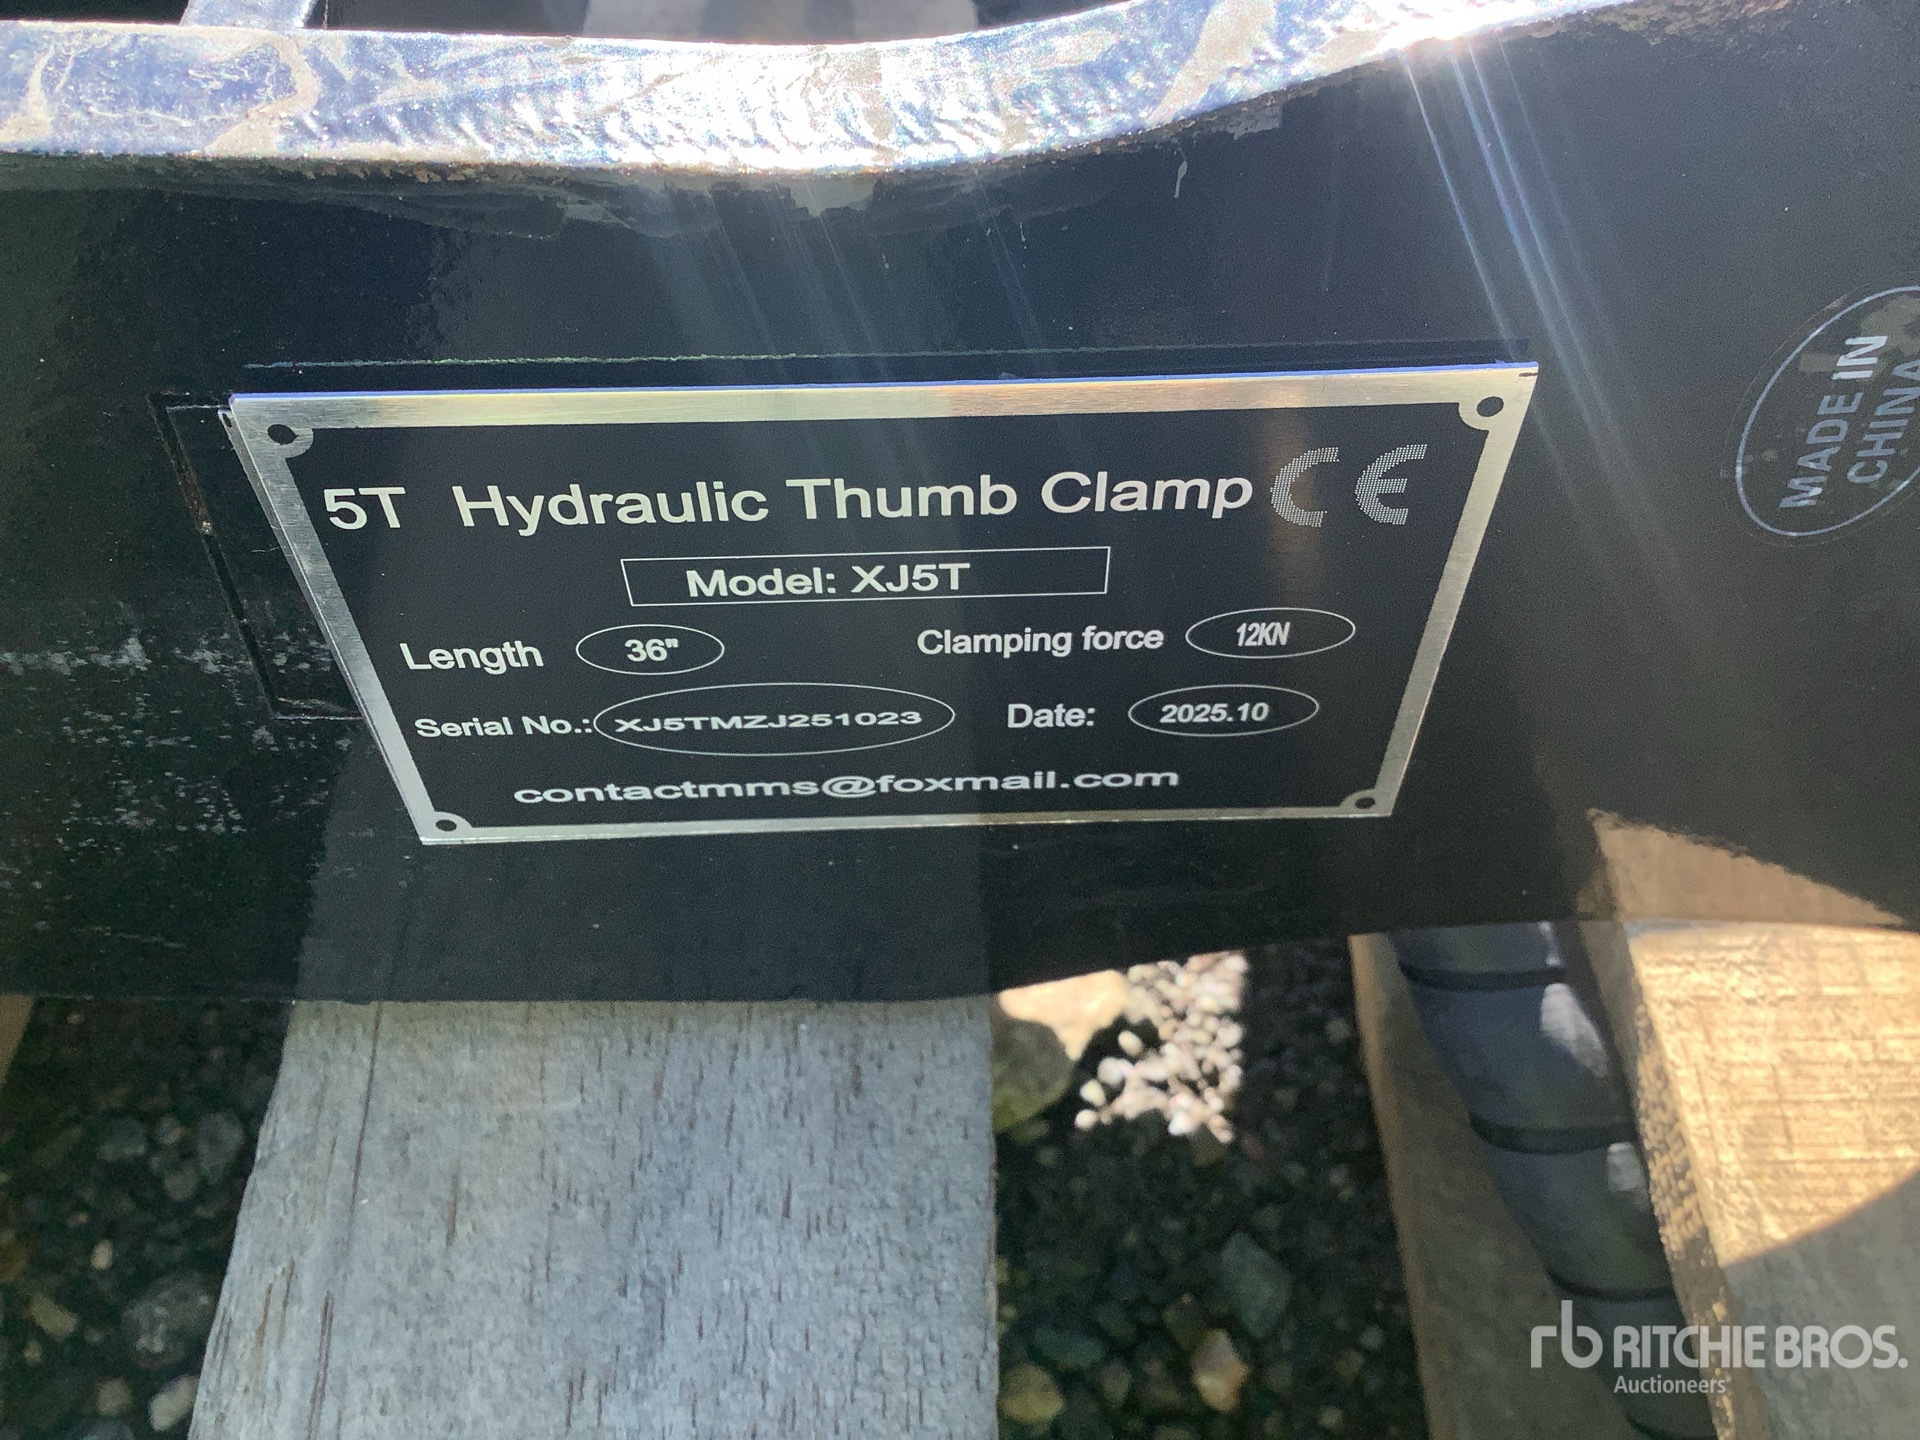 5T Hydraulic Thumb Clamp CE
Model: XJ5T
Length 36" Clamping force 12KN
Serial No.: XJ5TMZJ251023 Date: 2025.10
contactmms@foxmail.com
MADE IN
CHINA
rb RITCHIE BROS.
Auctioneers